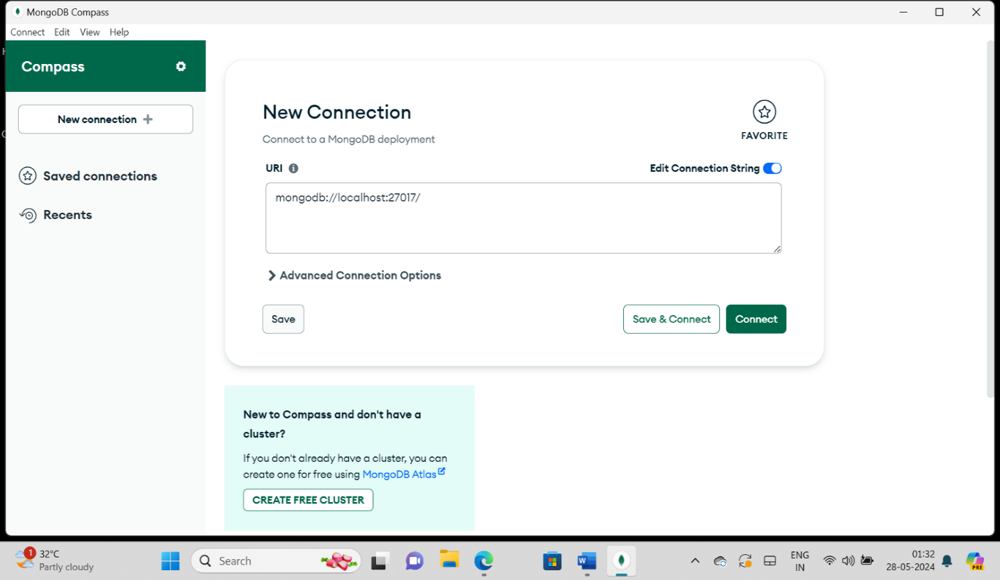 MongoDB Compass
Connect Edit View Help
Compass
New connection
Saved connections
Recents
New Connection
Connect to a MongoDB deployment
FAVORITE
URI
Edit Connection String
mongodb://localhost:27017/
Advanced Connection Options
Save
Save & Connect
Connect
New to Compass and don't have a
cluster?
If you don't already have a cluster, you can
create one for free using MongoDB Atlas
CREATE FREE CLUSTER
1
32°C
Partly cloudy
Search
ENG
IN
01:32
28-05-2024
PRE